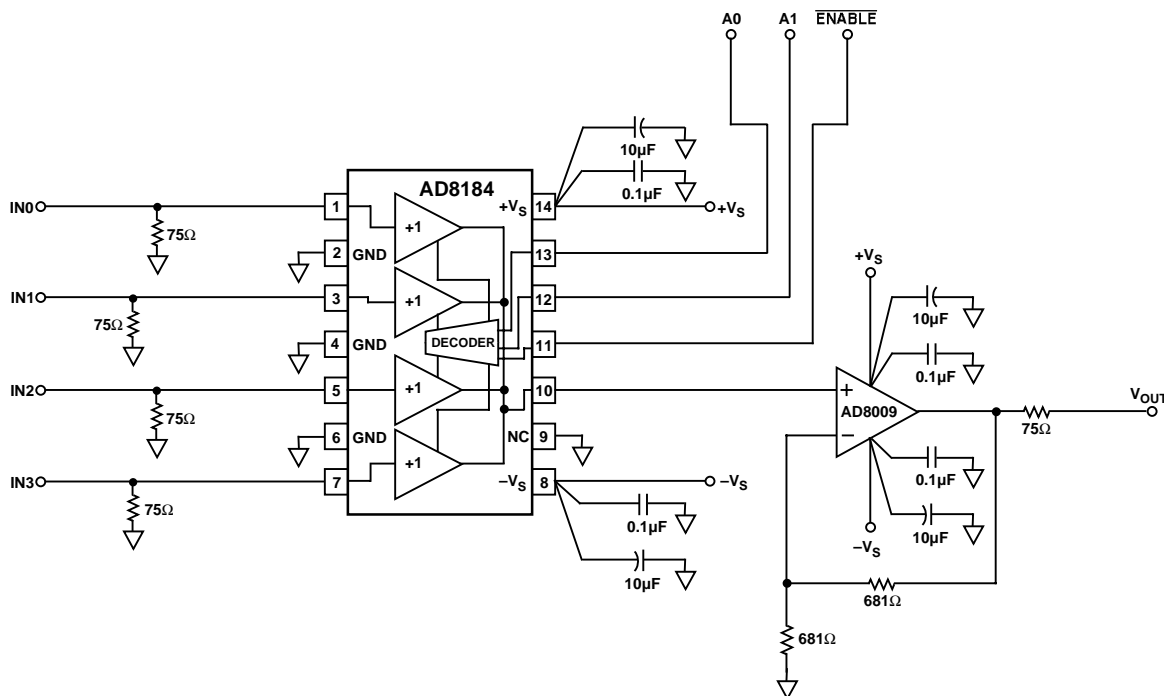 A0 A1 ENABLE
10µF
0.1µF
AD8184
IN0
75Ω
1
+1
+VS
14
+VS
2
GND
13
IN1
75Ω
3
+1
12
+VS
10µF
4
GND
DECODER
11
0.1µF
IN2
75Ω
5
+1
10
+
AD8009
−
VOUT
75Ω
6
GND
NC
9
0.1µF
IN3
75Ω
7
+1
−VS
8
−VS
0.1µF
10µF
10µF
−VS
681Ω
681Ω